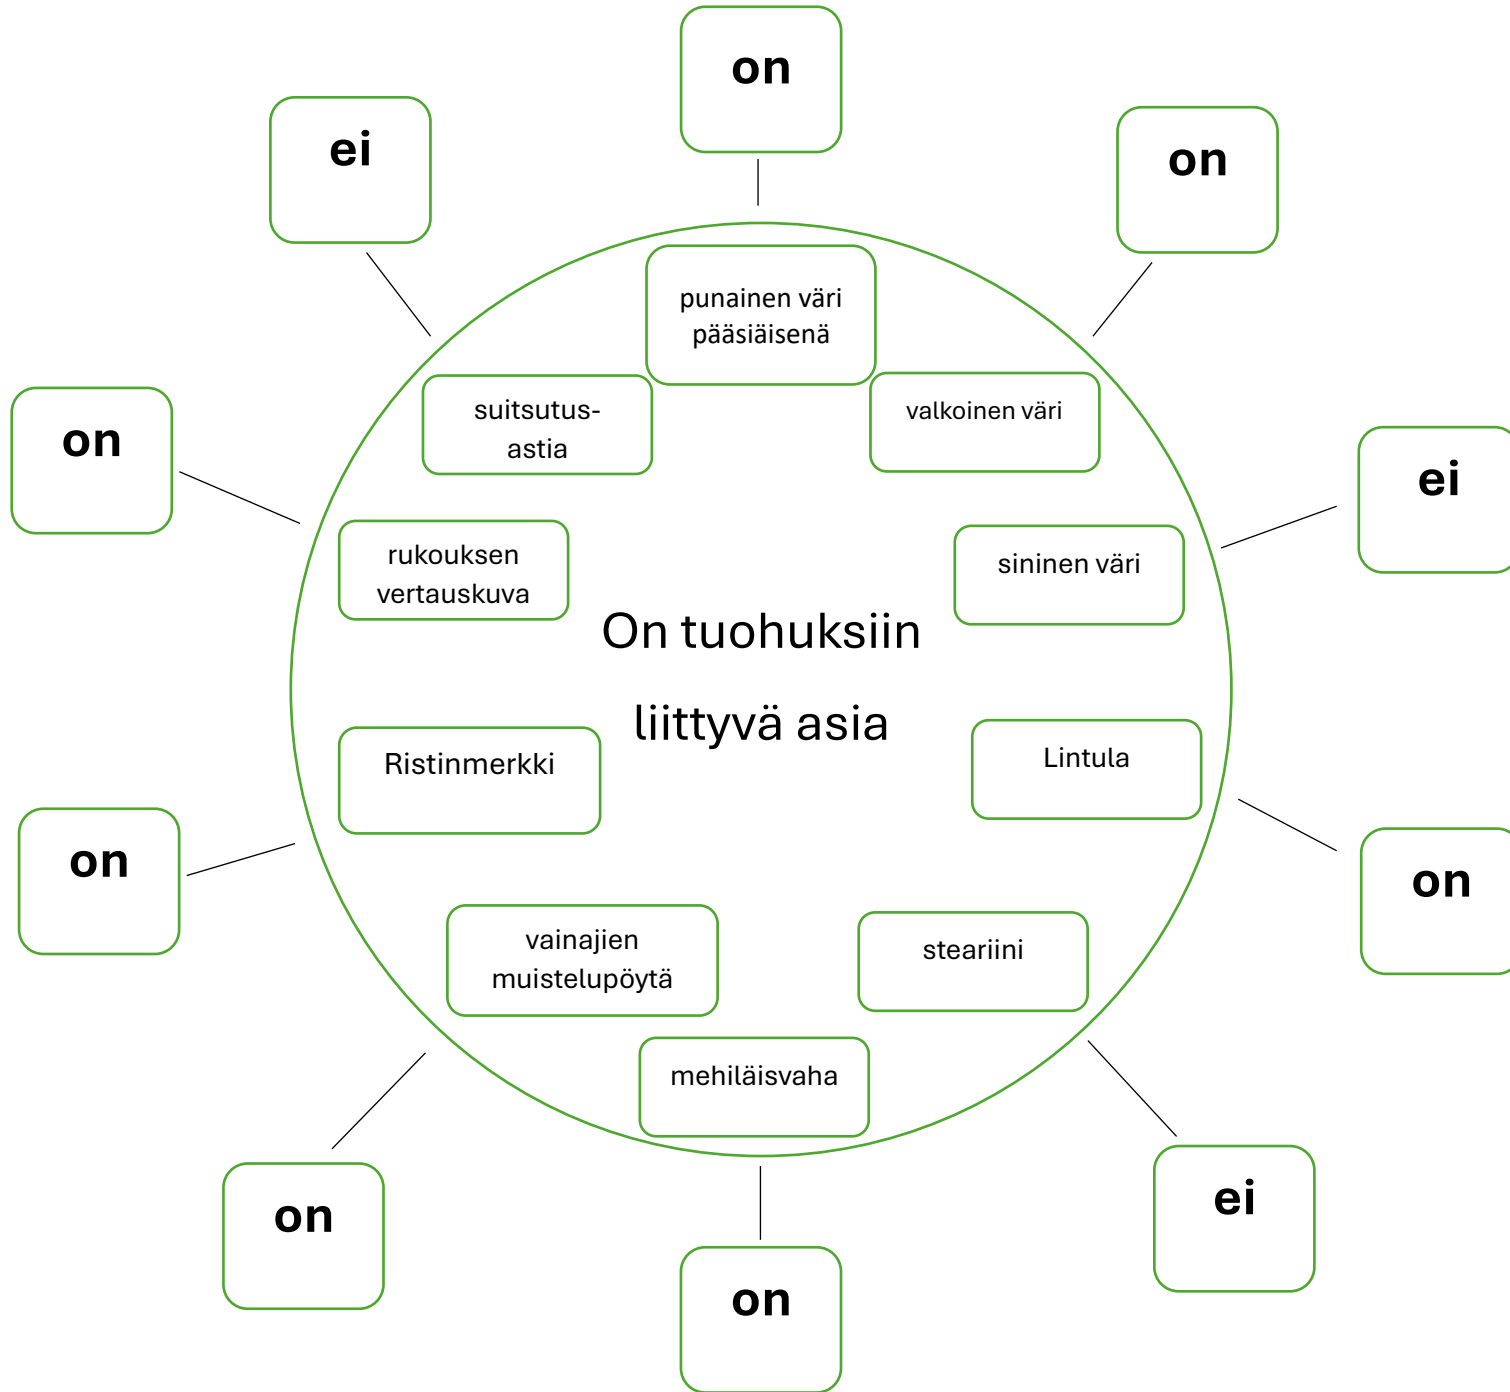 on
ei
on
punainen väri
pääsiäisenä
suitsutus-
astia
valkoinen väri
on
ei
rukouksen
vertauskuva
sininen väri
On tuohuksiin
liittyvä asia
Ristinmerkki
Lintula
on
on
vainajien
muistelupöytä
steariini
mehiläisvaha
on
ei
on